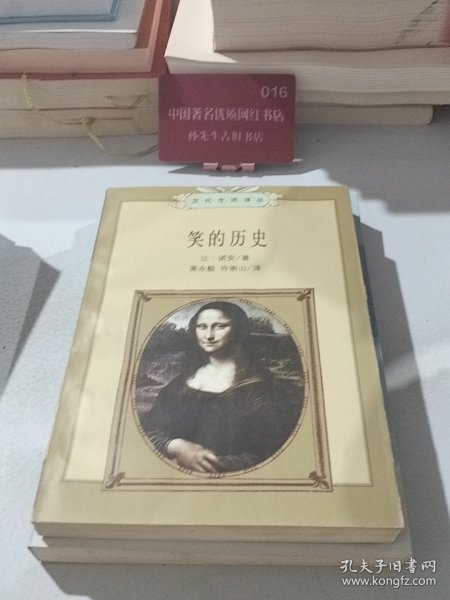 016
中国著名优质网红书店
孙先生古旧书店
文化生活译丛
笑的历史
让·诺安/著
果永毅 许崇山/译
孔夫子旧书网
www.kongfz.com